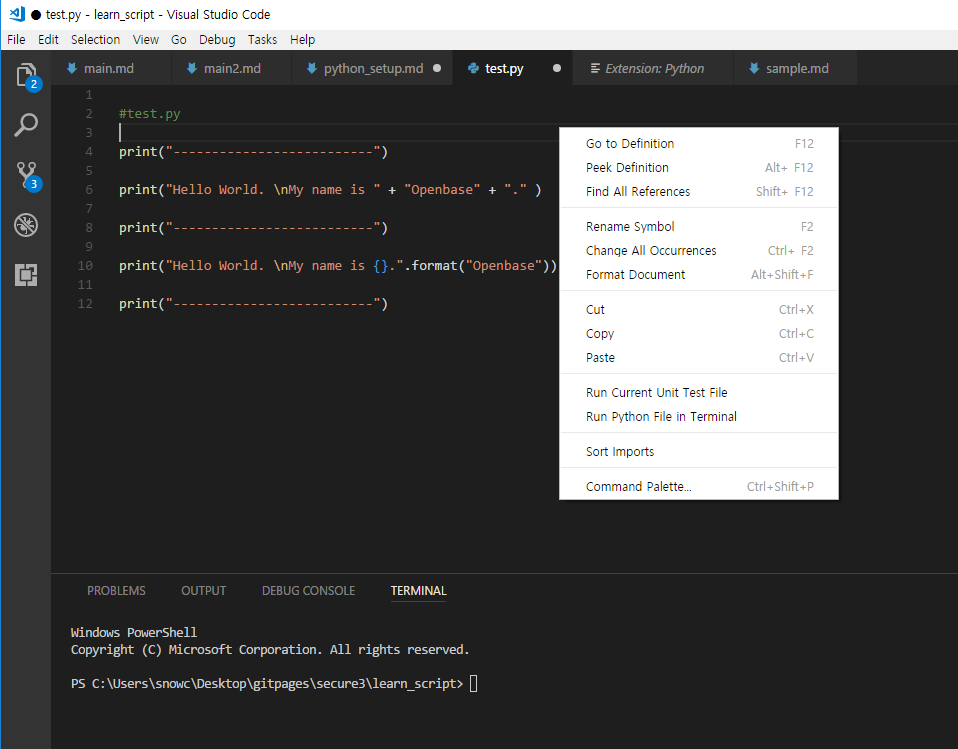 ● test.py - learn_script - Visual Studio Code
File Edit Selection View Go Debug Tasks Help
main.md main2.md python_setup.md ● test.py ● Extension: Python sample.md
2
3
1
2 #test.py
3
4 print("--------------------------")
5
6 print("Hello World. \nMy name is " + "Openbase" + "." )
7
8 print("--------------------------")
9
10 print("Hello World. \nMy name is {}.".format("Openbase"))
11
12 print("--------------------------")
Go to Definition F12
Peek Definition Alt+ F12
Find All References Shift+ F12
Rename Symbol F2
Change All Occurrences Ctrl+ F2
Format Document Alt+Shift+F
Cut Ctrl+X
Copy Ctrl+C
Paste Ctrl+V
Run Current Unit Test File
Run Python File in Terminal
Sort Imports
Command Palette... Ctrl+Shift+P
PROBLEMS OUTPUT DEBUG CONSOLE TERMINAL
Windows PowerShell
Copyright (C) Microsoft Corporation. All rights reserved.
PS C:\Users\snowc\Desktop\gitpages\secure3\learn_script>